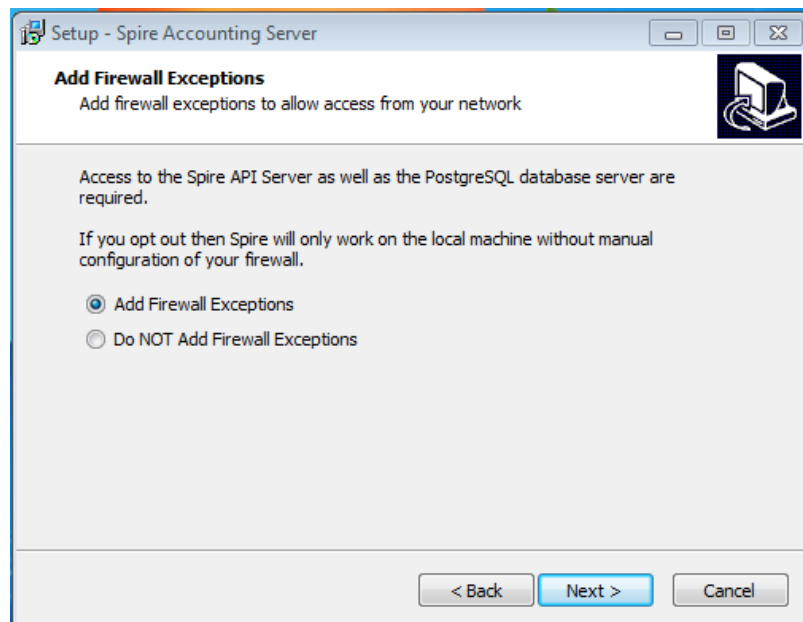 Setup - Spire Accounting Server
Add Firewall Exceptions
Add firewall exceptions to allow access from your network
Access to the Spire API Server as well as the PostgreSQL database server are
required.
If you opt out then Spire will only work on the local machine without manual
configuration of your firewall.
Add Firewall Exceptions
Do NOT Add Firewall Exceptions
< Back Next > Cancel